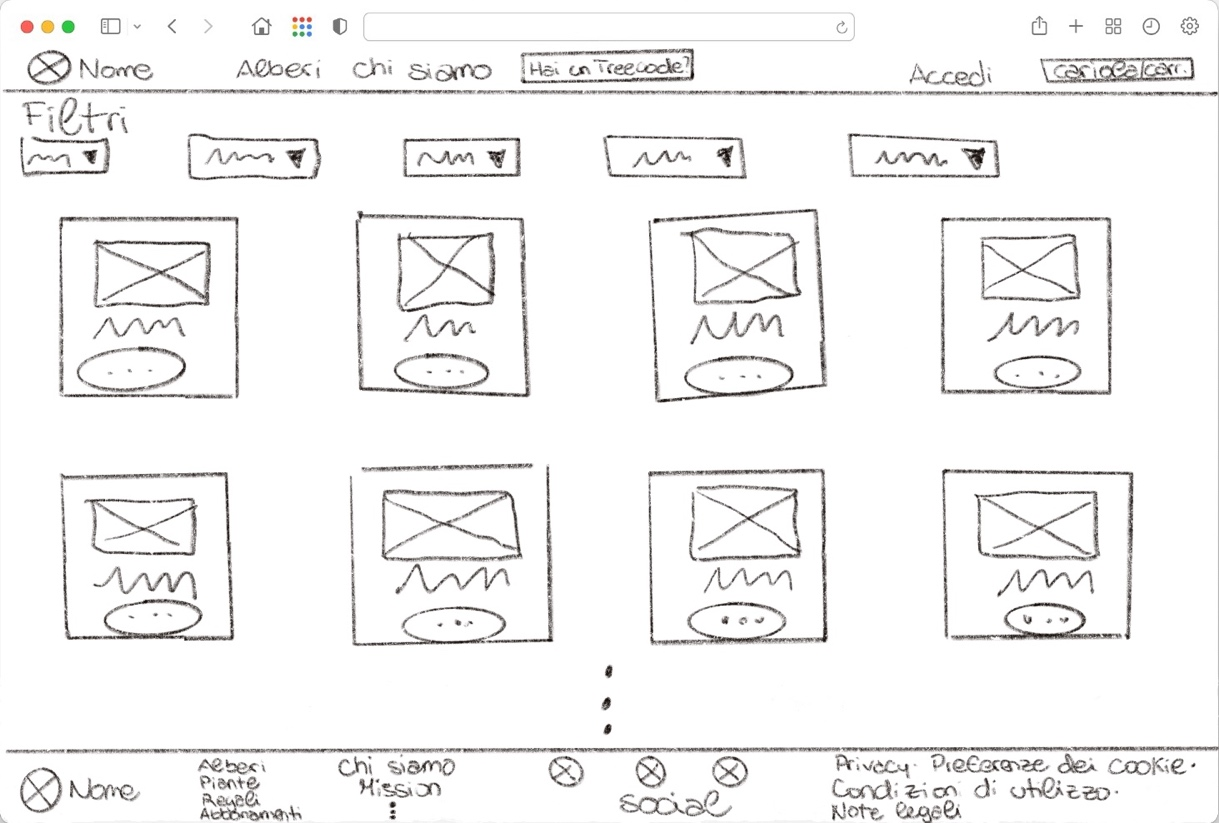 Nome
Alberi
Chi siamo
Hai un Treecode?
Accedi
Filtri
Nome
Alberi
Piante
Regali
Abbonamenti
Chi siamo
Mission
social
Privacy· Preferenze dei cookie·
Condizioni di utilizzo·
Note legali